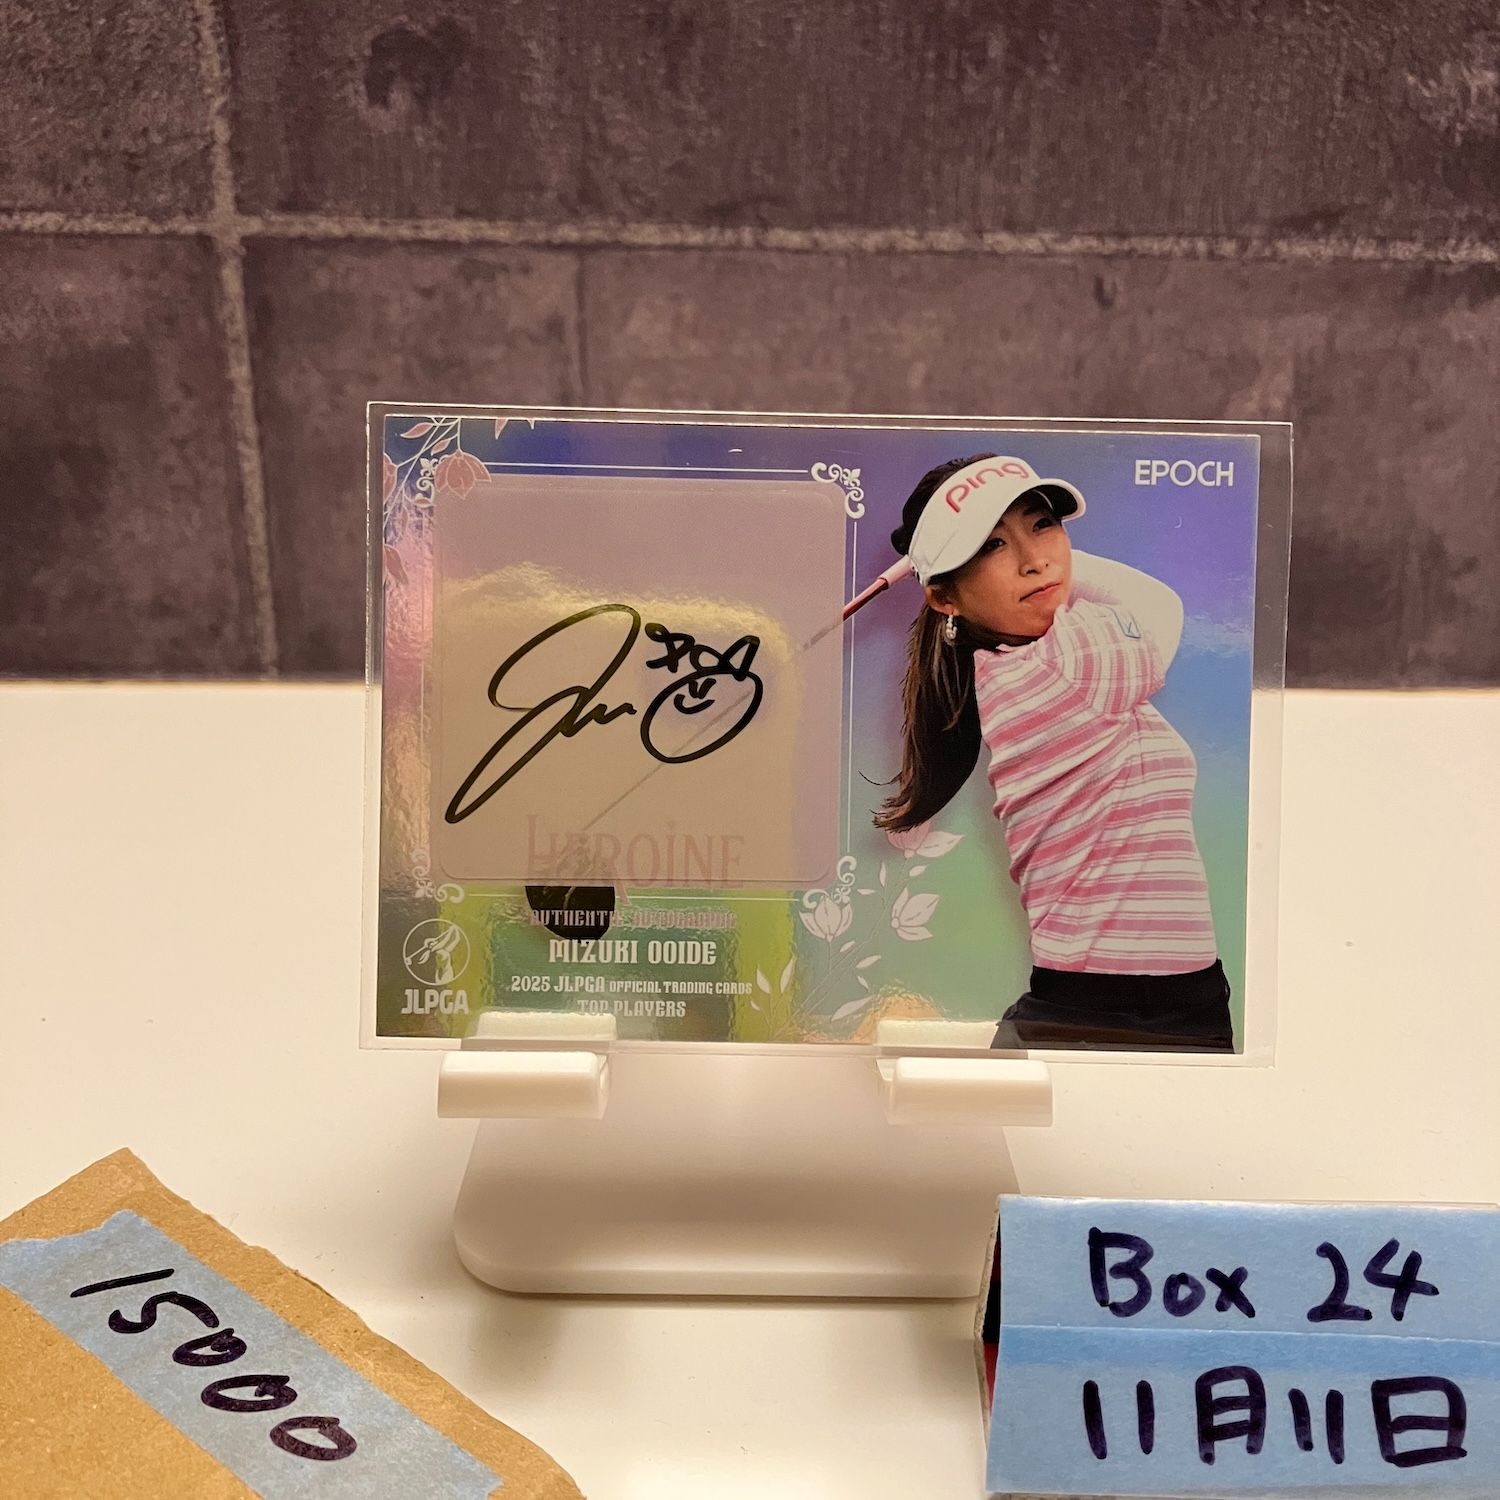 EPOCH
PING
HEROINE
AUTHENTIC AUTOGRAPH
MIZUKI OOIDE
2025 JLPGA OFFICIAL TRADING CARDS
TOP PLAYERS
JLPGA
15000
Box 24
11月11日